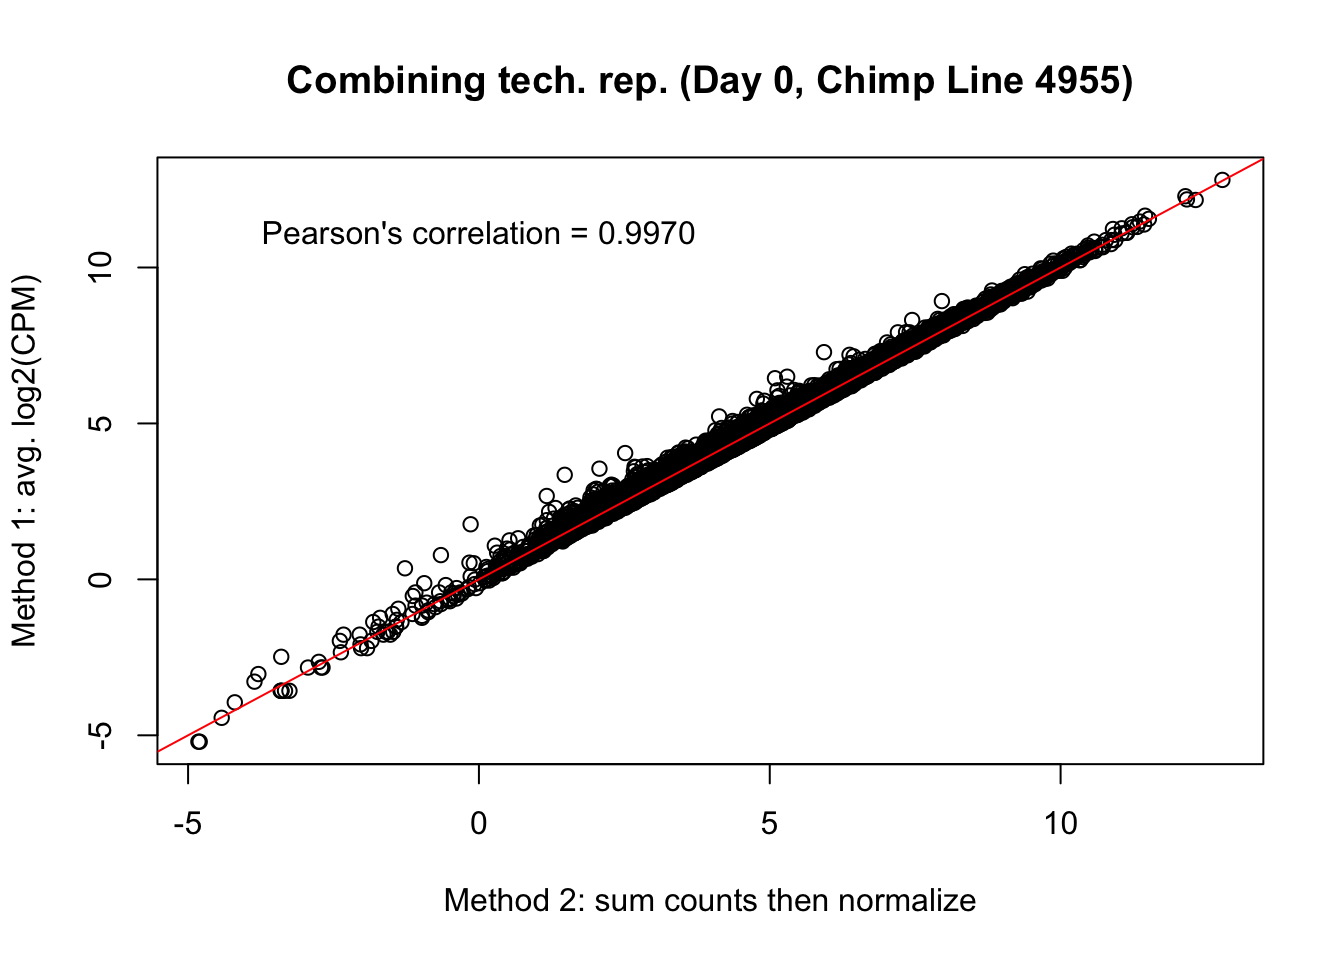 Combining tech. rep. (Day 0, Chimp Line 4955)
Pearson's correlation = 0.9970
Method 1: avg. log2(CPM)
10
5
0
-5
-5 0 5 10
Method 2: sum counts then normalize